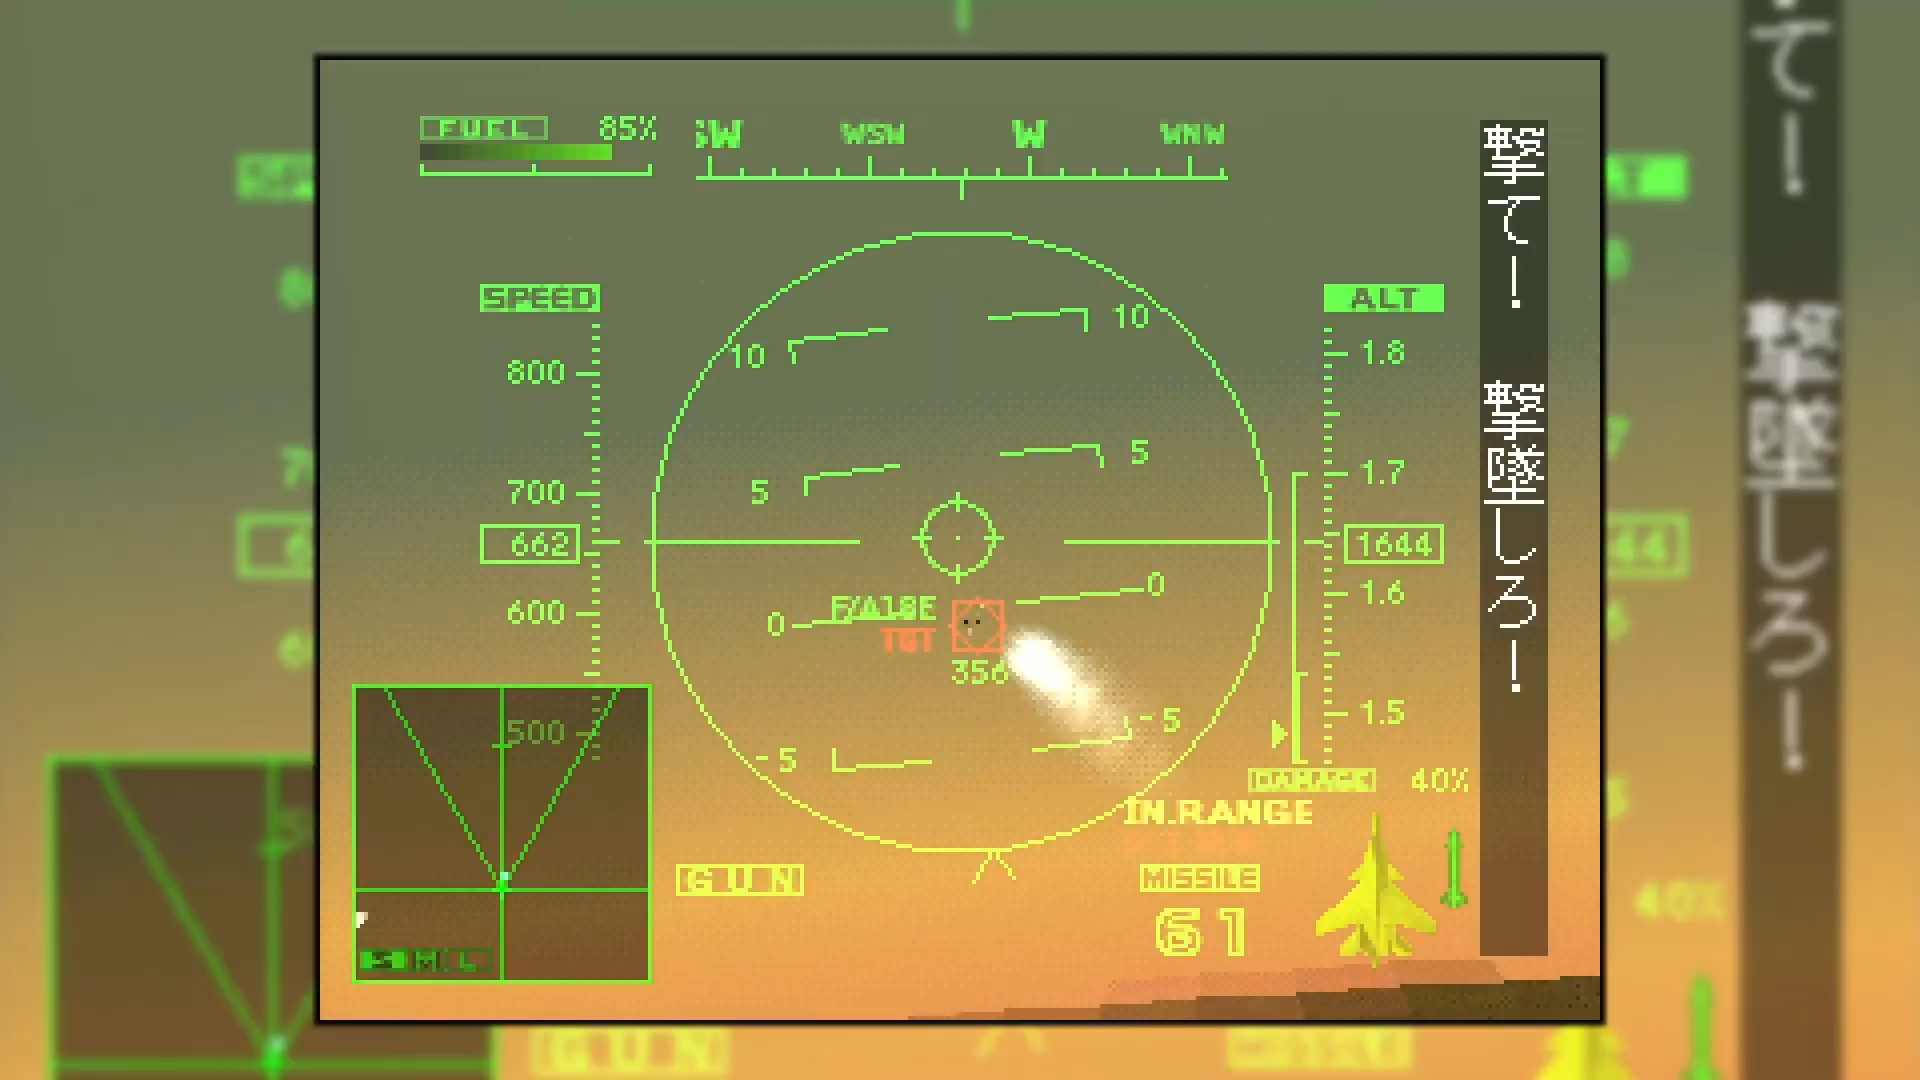 FUEL 85%
SW WSW W WNW
SPEED
800
700
662
600
500
ALT
1.8
1.7
1644
1.6
1.5
10 10
5 5
0 0
-5 -5
F/A18E
TGT
356
撃て！　撃墜しろ！
DAMAGE 40%
IN.RANGE
GUN
MISSILE
61